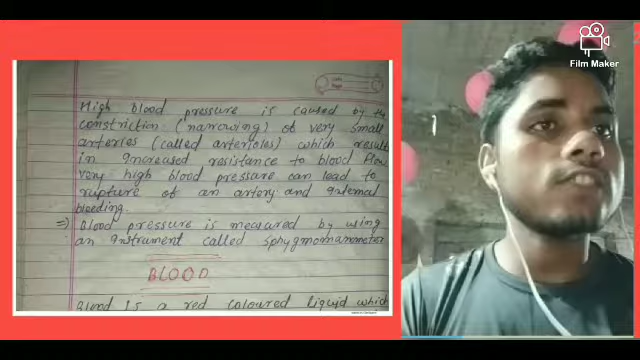 Film Maker
High blood pressure is caused by the
constriction (narrowing) of very small
arteries (called arterioles) which result
in increased resistance to blood flow
very high blood pressure can lead to
rupture of an artery and internal
bleeding.
=) Blood pressure is measured by using
an instrument called sphygmomanometer
BLOOD
Blood is a red coloured liquid which